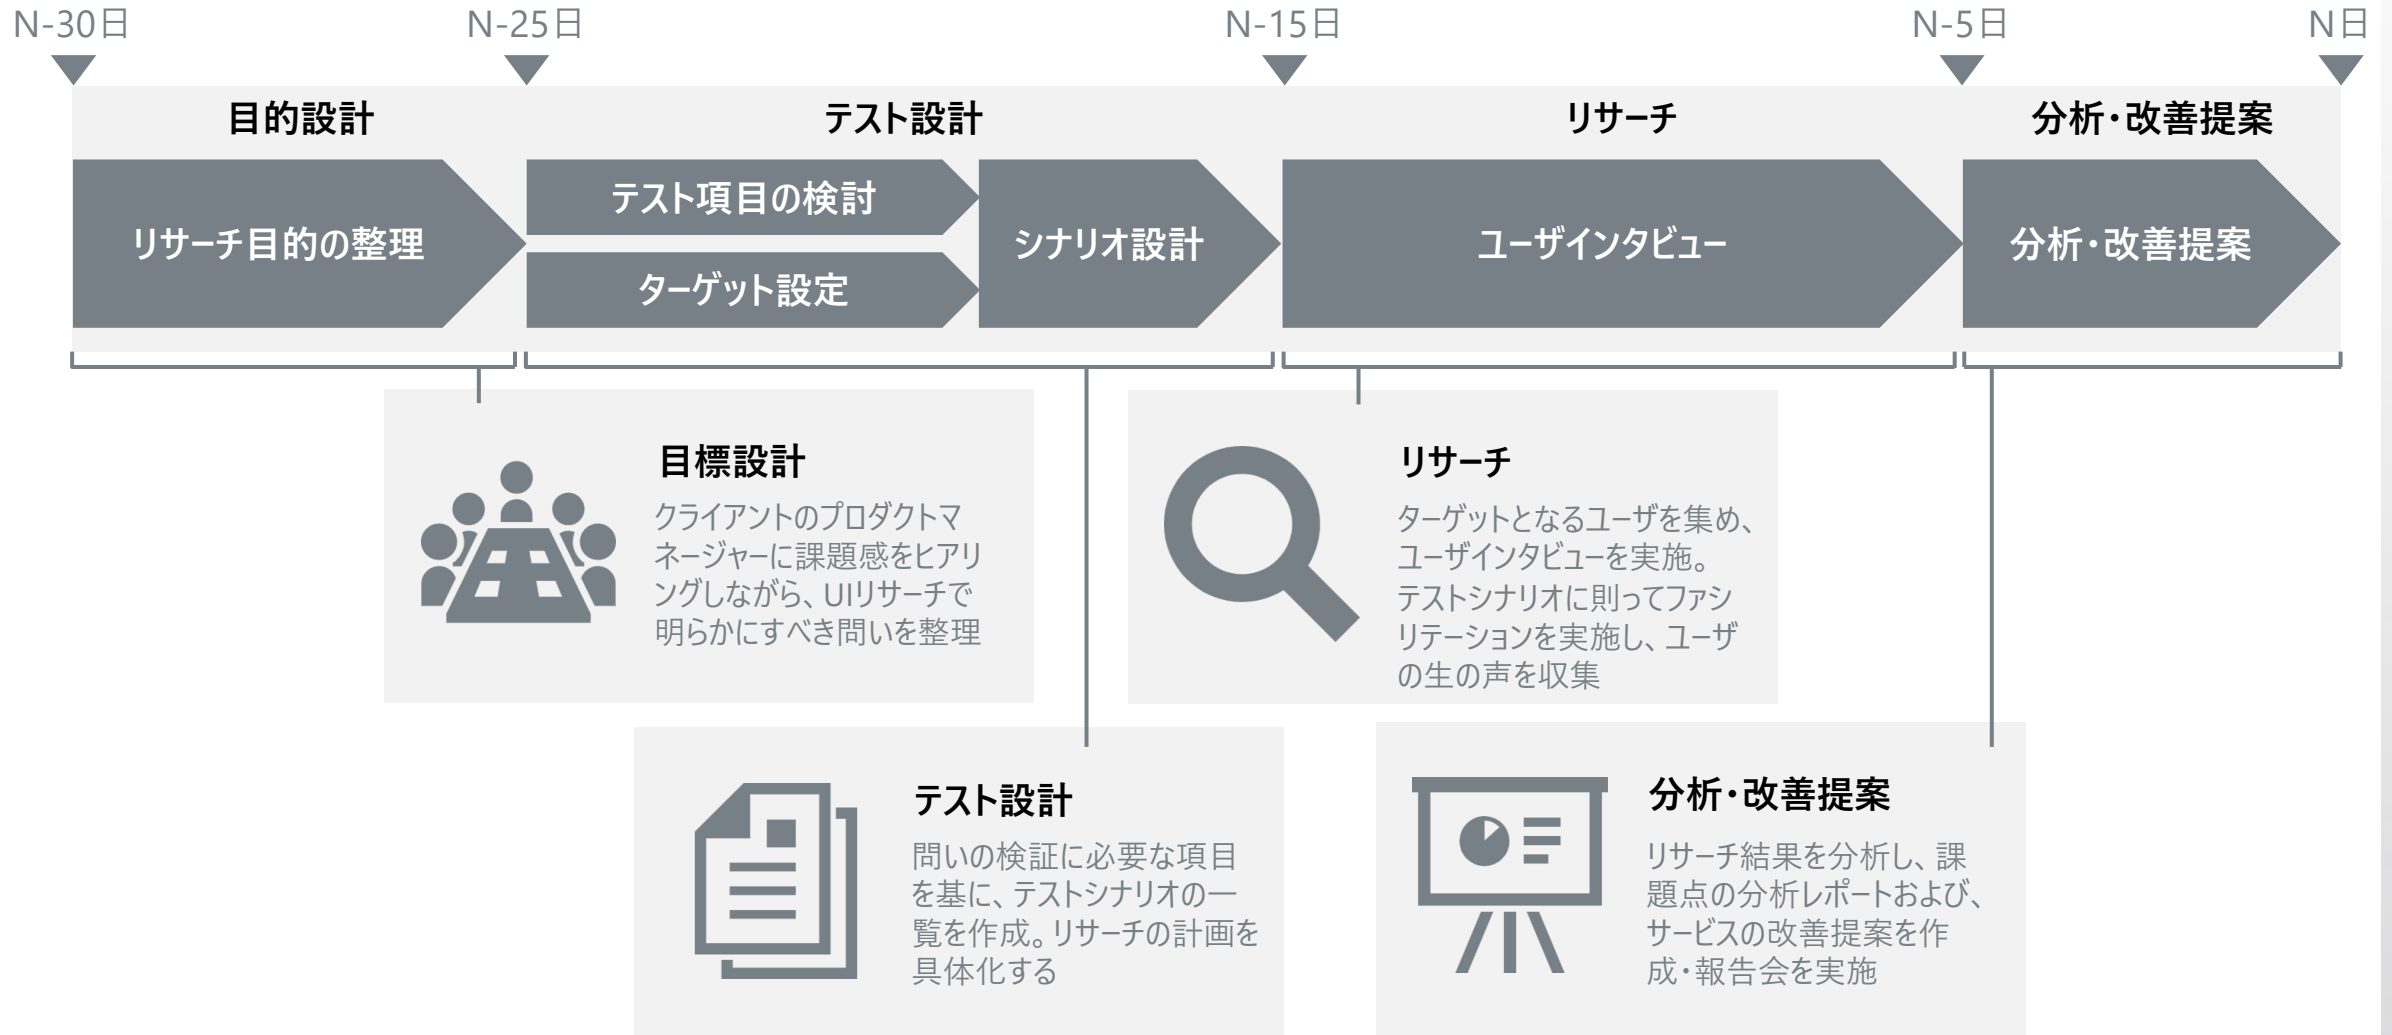 N-30日
N-25日
N-15日
N-5日
N日
目的設計
テスト設計
リサーチ
分析・改善提案
リサーチ目的の整理
テスト項目の検討
ターゲット設定
シナリオ設計
ユーザインタビュー
分析・改善提案
目標設計
クライアントのプロダクトマ
ネージャーに課題感をヒアリ
ングしながら、UIリサーチで
明らかにすべき問いを整理
リサーチ
ターゲットとなるユーザを集め、
ユーザインタビューを実施。
テストシナリオに則ってファシ
リテーションを実施し、ユーザ
の生の声を収集
テスト設計
問いの検証に必要な項目
を基に、テストシナリオの一
覧を作成。リサーチの計画を
具体化する
分析・改善提案
リサーチ結果を分析し、課
題点の分析レポートおよび、
サービスの改善提案を作
成・報告会を実施